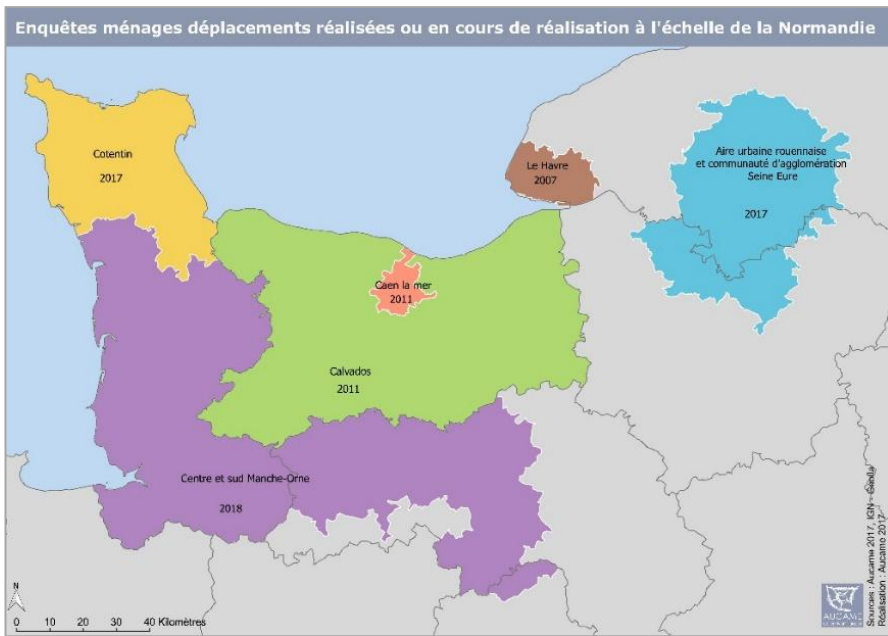 Enquêtes ménages déplacements réalisées ou en cours de réalisation à l'échelle de la Normandie
Cotentin
2017
Le Havre
2007
Aire urbaine rouennaise
et communauté d'agglomération
Seine Eure
2017
Caen la mer
2011
Calvados
2011
Centre et sud Manche-Orne
2018
N
0 10 20 30 40 Kilomètres
AUCAME
Sources : Aucame 2017, IGN - Geofla
Réalisation : Aucame 2017